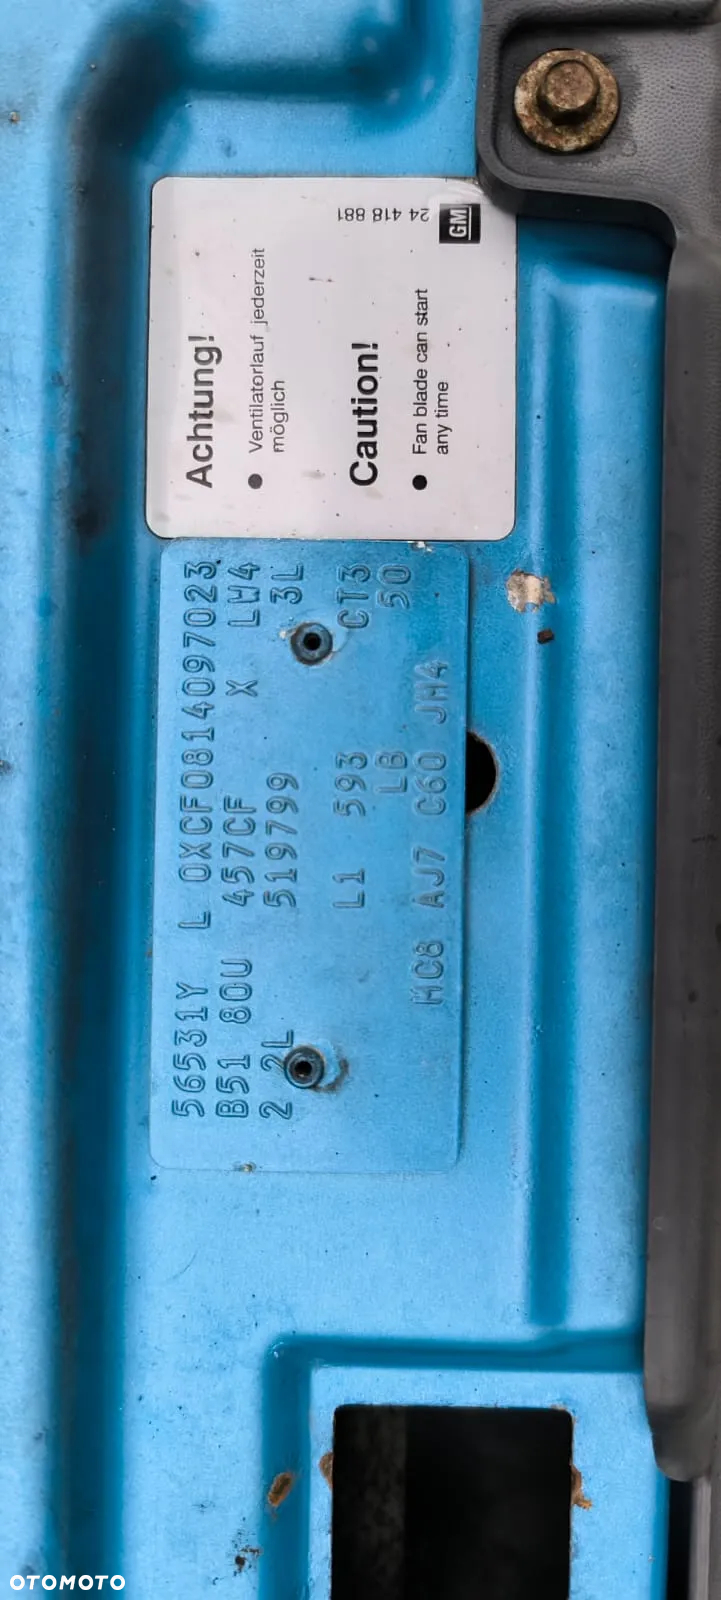 Achtung!
● Ventilatorlauf jederzeit
möglich
Caution!
● Fan blade can start
any time
24 418 881
GM
56531Y L 0XCF0814097023
B51 80U 457CF X LW4
2 2L 519799 3L
L1 593 CT3
LB 50
MC8 AJ7 C60 JH4
OTOMOTO